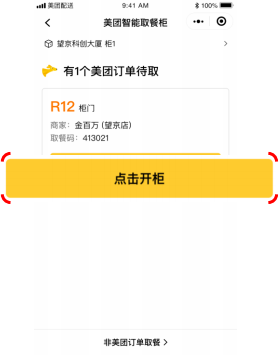 美团配送 9:41 AM 100%
美团智能取餐柜
望京科创大厦 柜1
有1个美团订单待取
R12 柜门
商家：金百万 (望京店)
取餐码：413021
点击开柜
非美团订单取餐